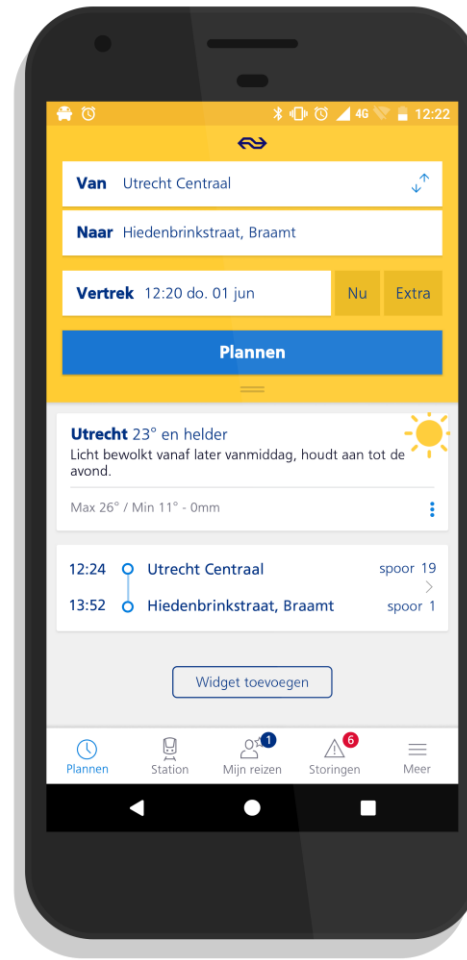 4G 12:22
Van Utrecht Centraal
Naar Hiedenbrinkstraat, Braamt
Vertrek 12:20 do. 01 jun Nu Extra
Plannen
Utrecht 23° en helder
Licht bewolkt vanaf later vanmiddag, houdt aan tot de
avond.
Max 26° / Min 11° - 0mm
12:24 Utrecht Centraal spoor 19
13:52 Hiedenbrinkstraat, Braamt spoor 1
Widget toevoegen
1 6
Plannen Station Mijn reizen Storingen Meer